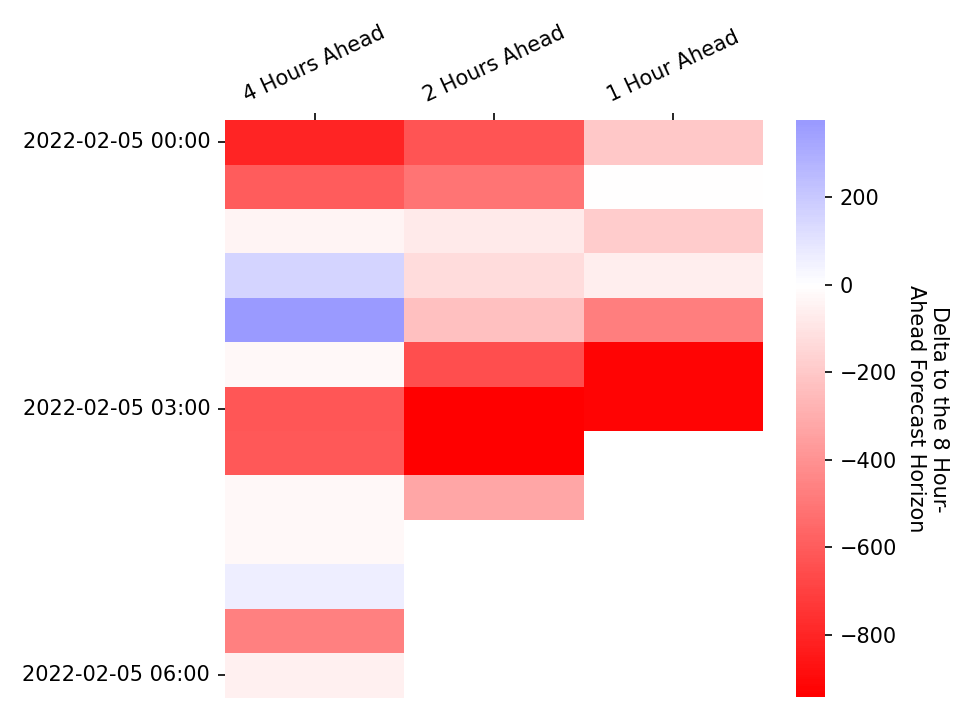 4 Hours Ahead
2 Hours Ahead
1 Hour Ahead
2022-02-05 00:00
2022-02-05 03:00
2022-02-05 06:00
200
0
−200
−400
−600
−800
Delta to the 8 Hour-
Ahead Forecast Horizon